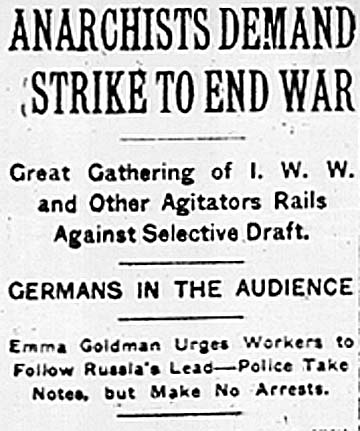 ANARCHISTS DEMAND
STRIKE TO END WAR
Great Gathering of I. W. W.
and Other Agitators Rails
Against Selective Draft.
GERMANS IN THE AUDIENCE
Emma Goldman Urges Workers to
Follow Russia's Lead—Police Take
Notes, but Make No Arrests.